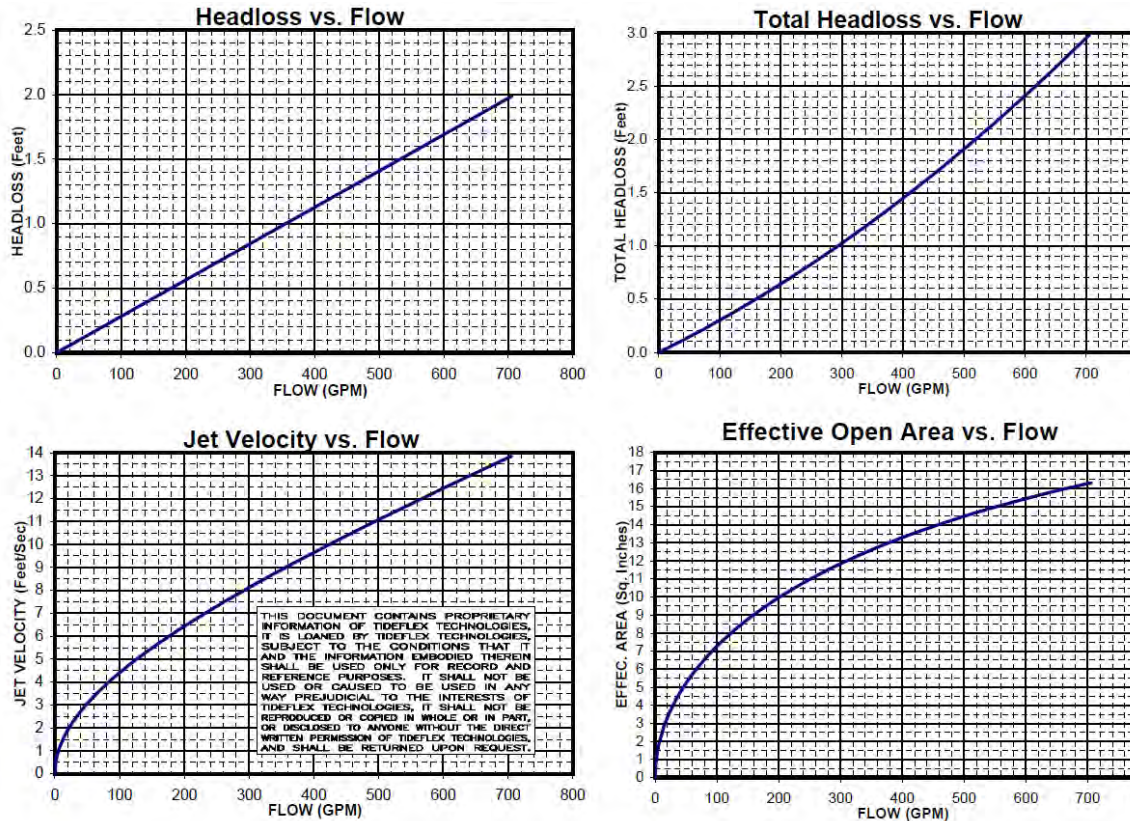 Headloss vs. Flow
HEADLOSS (Feet)
2.5
2.0
1.5
1.0
0.5
0.0
0 100 200 300 400 500 600 700 800
FLOW (GPM)
Total Headloss vs. Flow
TOTAL HEADLOSS (Feet)
3.0
2.5
2.0
1.5
1.0
0.5
0.0
0 100 200 300 400 500 600 700
FLOW (GPM)
Jet Velocity vs. Flow
JET VELOCITY (Feet/Sec)
14
13
12
11
10
9
8
7
6
5
4
3
2
1
0
THIS DOCUMENT CONTAINS PROPRIETARY
INFORMATION OF TIDEFLEX TECHNOLOGIES,
IT IS LOANED BY TIDEFLEX TECHNOLOGIES,
SUBJECT TO THE CONDITIONS THAT IT
AND THE INFORMATION EMBODIED THEREIN
SHALL BE USED ONLY FOR RECORD AND
REFERENCE PURPOSES. IT SHALL NOT BE
USED OR CAUSED TO BE USED IN ANY
WAY PREJUDICIAL TO THE INTERESTS OF
TIDEFLEX TECHNOLOGIES, IT SHALL NOT BE
REPRODUCED OR COPIED IN WHOLE OR IN PART,
OR DISCLOSED TO ANYONE WITHOUT THE DIRECT
WRITTEN PERMISSION OF TIDEFLEX TECHNOLOGIES,
AND SHALL BE RETURNED UPON REQUEST.
0 100 200 300 400 500 600 700 800
FLOW (GPM)
Effective Open Area vs. Flow
EFFEC. AREA (Sq. Inches)
18
17
16
15
14
13
12
11
10
9
8
7
6
5
4
3
2
1
0
0 100 200 300 400 500 600 700
FLOW (GPM)